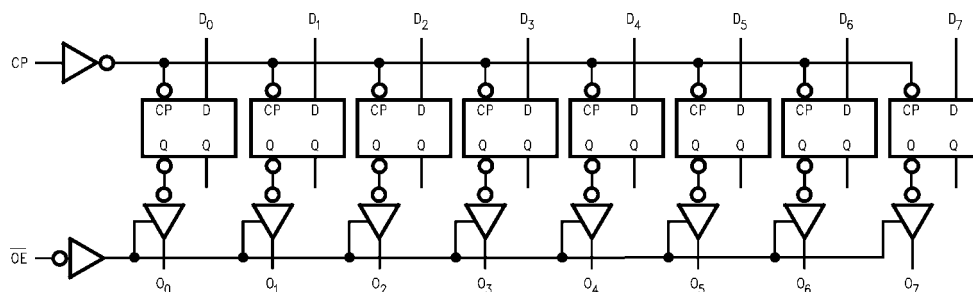 D0 D1 D2 D3 D4 D5 D6 D7
CP
CP D CP D CP D CP D CP D CP D CP D CP D
Q Q Q Q Q Q Q Q Q Q Q Q Q Q Q Q
OE
O0 O1 O2 O3 O4 O5 O6 O7